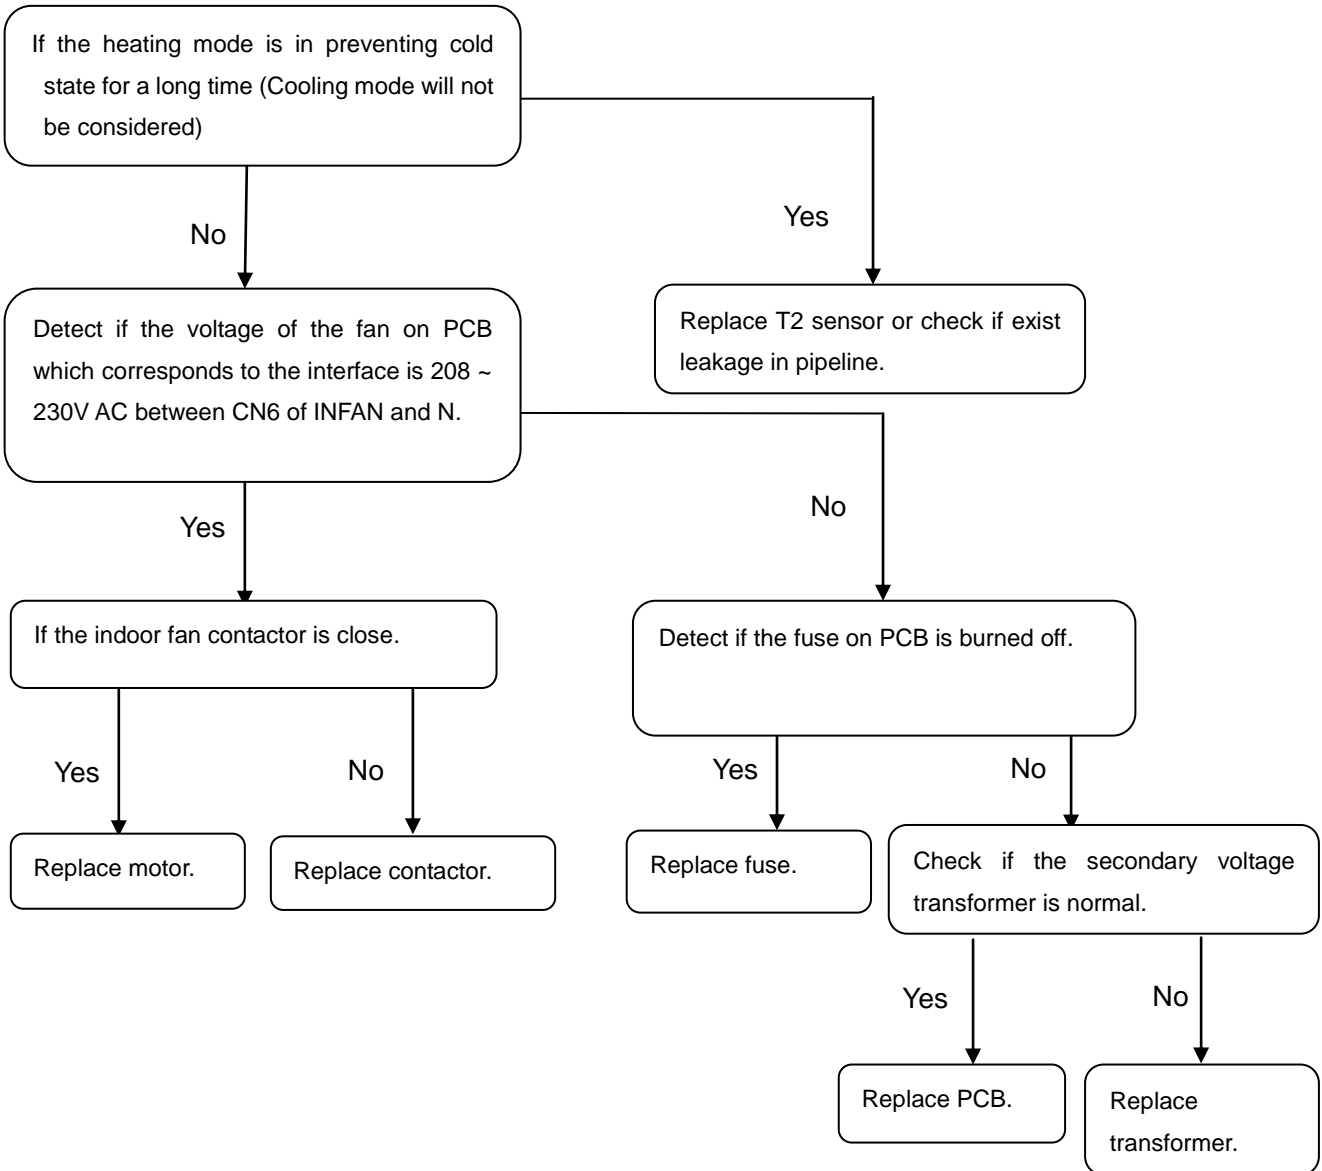 If the heating mode is in preventing cold
state for a long time (Cooling mode will not
be considered)
Yes
No
Replace T2 sensor or check if exist
leakage in pipeline.
Detect if the voltage of the fan on PCB
which corresponds to the interface is 208 ~
230V AC between CN6 of INFAN and N.
No
Yes
If the indoor fan contactor is close.
Detect if the fuse on PCB is burned off.
Yes
No
Yes
No
Replace motor.
Replace contactor.
Replace fuse.
Check if the secondary voltage
transformer is normal.
Yes
No
Replace PCB.
Replace
transformer.